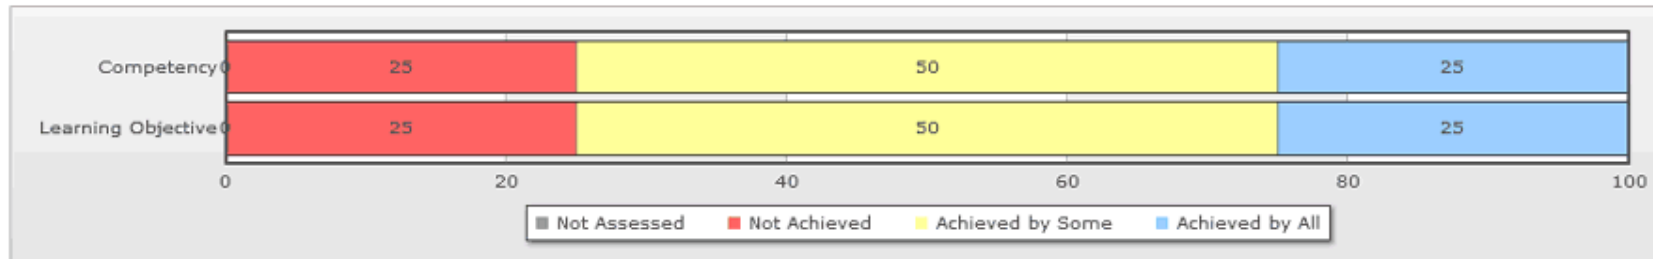 Competency 0 25 50 25
Learning Objective 0 25 50 25
0 20 40 60 80 100
Not Assessed Not Achieved Achieved by Some Achieved by All